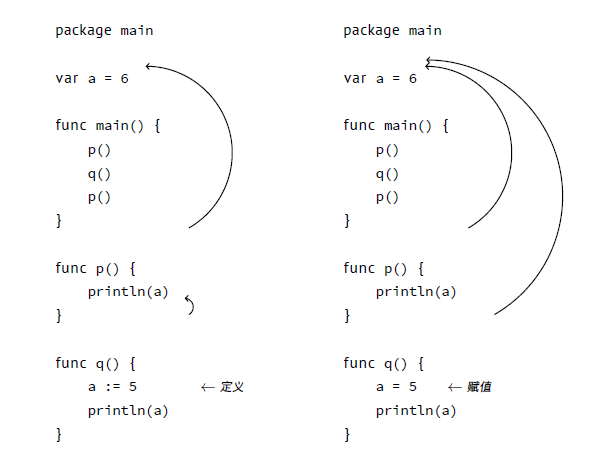 package main
var a = 6
func main() {
p()
q()
p()
}
func p() {
println(a)
}
func q() {
a := 5 ← 定义
println(a)
}
package main
var a = 6
func main() {
p()
q()
p()
}
func p() {
println(a)
}
func q() {
a = 5 ← 赋值
println(a)
}